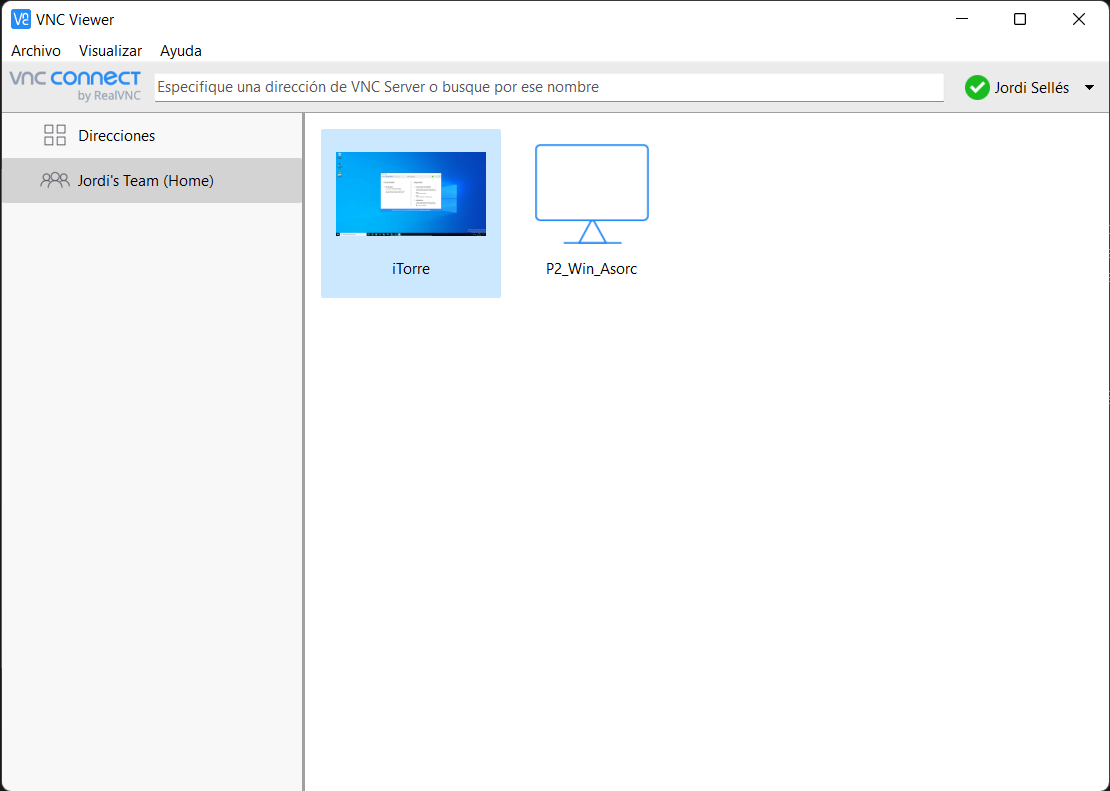 VNC Viewer
Archivo Visualizar Ayuda
vnc connect
by RealVNC
Especifique una dirección de VNC Server o busque por ese nombre
Jordi Sellés
Direcciones
Jordi's Team (Home)
iTorre
P2_Win_Asorc